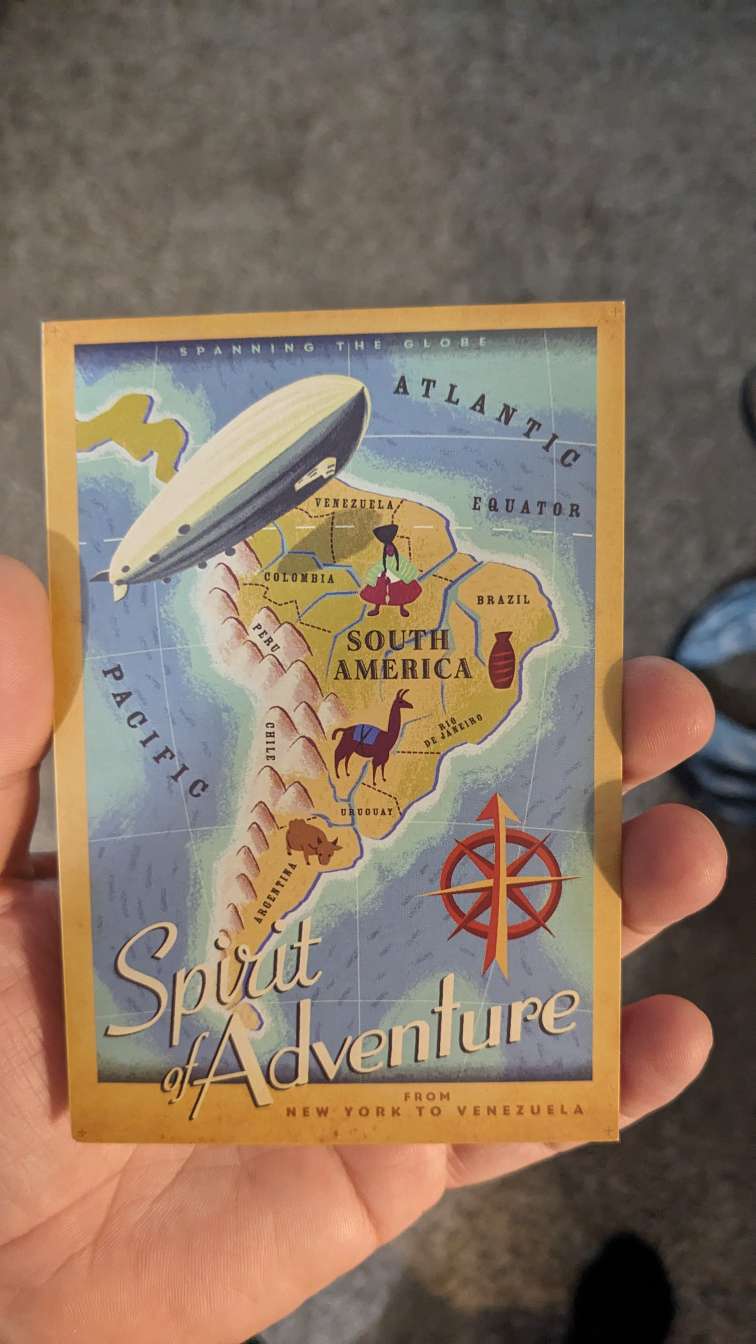 SPANNING THE GLOBE
ATLANTIC
EQUATOR
VENEZUELA
COLOMBIA
BRAZIL
PERU
SOUTH
AMERICA
PACIFIC
CHILE
RIO
DE JANEIRO
URUGUAY
ARGENTINA
Spirit
of Adventure
FROM
NEW YORK TO VENEZUELA